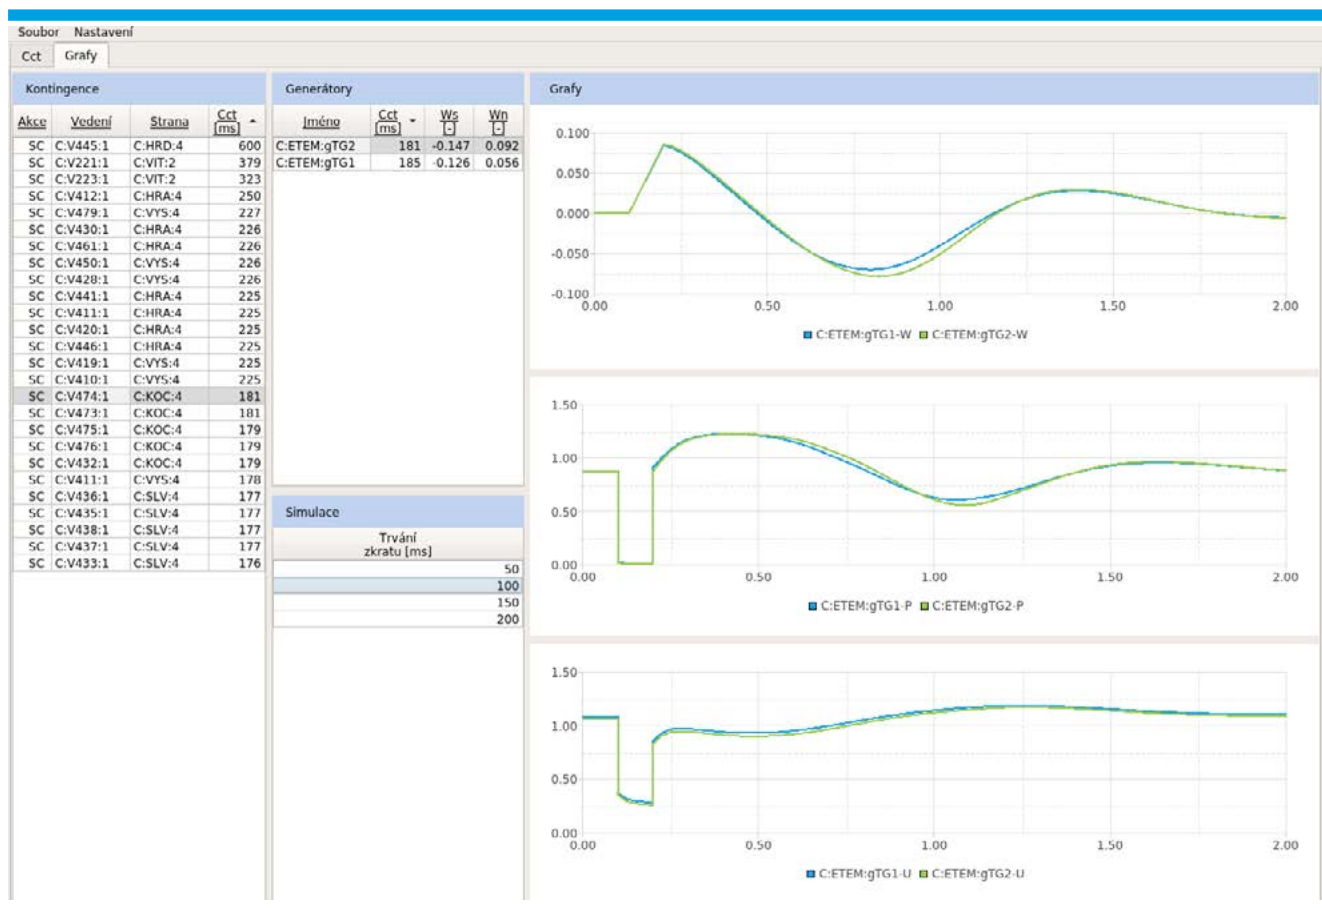 Soubor Nastavení
Cct Grafy
Kontingence
Akce Vedení Strana Cct [ms]
SC C:V445:1 C:HRD:4 600
SC C:V221:1 C:VIT:2 379
SC C:V223:1 C:VIT:2 323
SC C:V412:1 C:HRA:4 250
SC C:V479:1 C:VYS:4 227
SC C:V430:1 C:HRA:4 226
SC C:V461:1 C:HRA:4 226
SC C:V450:1 C:VYS:4 226
SC C:V428:1 C:VYS:4 226
SC C:V441:1 C:HRA:4 225
SC C:V411:1 C:HRA:4 225
SC C:V420:1 C:HRA:4 225
SC C:V446:1 C:HRA:4 225
SC C:V419:1 C:VYS:4 225
SC C:V410:1 C:VYS:4 225
SC C:V474:1 C:KOC:4 181
SC C:V473:1 C:KOC:4 181
SC C:V475:1 C:KOC:4 179
SC C:V476:1 C:KOC:4 179
SC C:V432:1 C:KOC:4 179
SC C:V411:1 C:VYS:4 178
SC C:V436:1 C:SLV:4 177
SC C:V435:1 C:SLV:4 177
SC C:V438:1 C:SLV:4 177
SC C:V437:1 C:SLV:4 177
SC C:V433:1 C:SLV:4 176
Generátory
Jméno Cct [ms] Ws [-] Wn [-]
C:ETEM:gTG2 181 -0.147 0.092
C:ETEM:gTG1 185 -0.126 0.056
Simulace
Trvání
zkratu [ms]
50
100
150
200
Grafy
0.100
0.050
0.000
-0.050
-0.100
0.00 0.50 1.00 1.50 2.00
C:ETEM:gTG1-W C:ETEM:gTG2-W
1.50
1.00
0.50
0.00
0.00 0.50 1.00 1.50 2.00
C:ETEM:gTG1-P C:ETEM:gTG2-P
1.50
1.00
0.50
0.00
0.00 0.50 1.00 1.50 2.00
C:ETEM:gTG1-U C:ETEM:gTG2-U